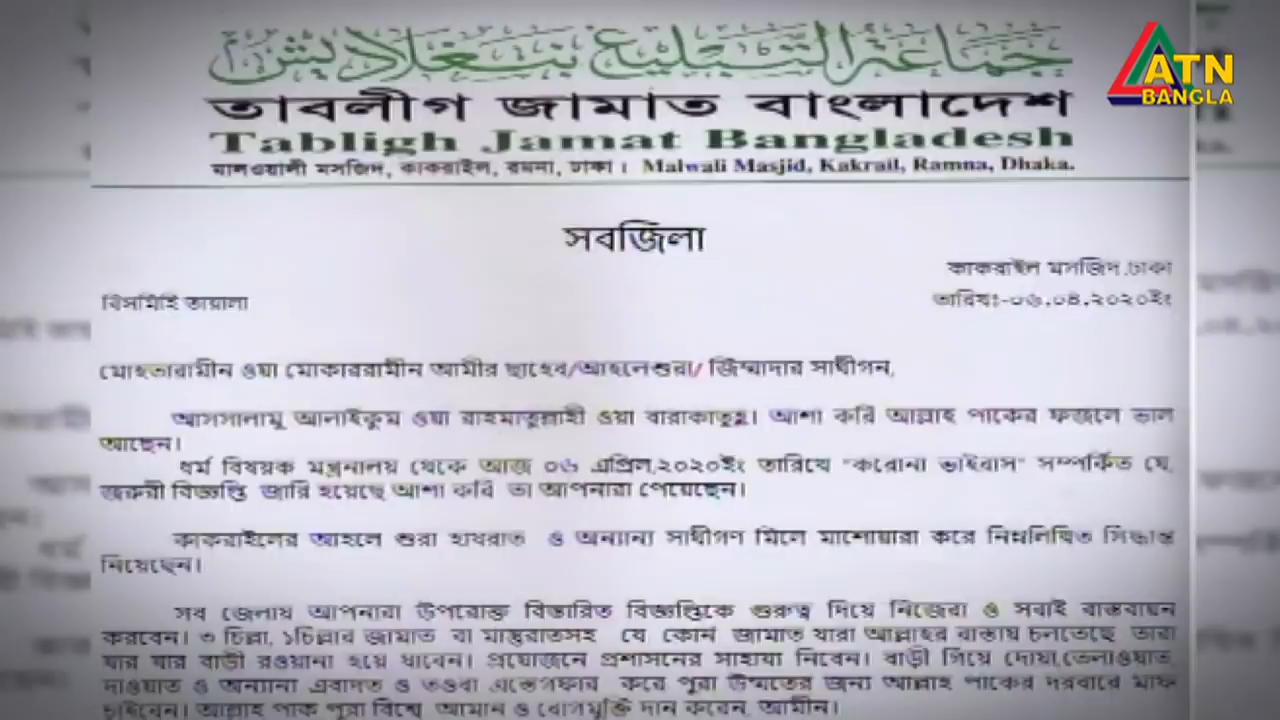 جماعة التبليغ بنغلاديش
ATN
BANGLA
তাবলীগ জামাত বাংলাদেশ
Tabligh Jamat Bangladesh
মালওয়ালী মসজিদ, কাকরাইল, রমনা, ঢাকা। Malwali Masjid, Kakrail, Ramna, Dhaka.
সবজিলা
কাকরাইল মসজিদ,ঢাকা
বিসমিহি তায়ালা
তারিখঃ-০৬.০৪.২০২০ইং
মোহতারামীন ওয়া মোকাররামীন আমীর ছাহেব/আহলেশুরা/ জিম্মাদার সাথীগন,
আসসালামু আলাইকুম ওয়া রাহমাতুল্লাহী ওয়া বারাকাতুহু। আশা করি আল্লাহ পাকের ফজলে ভাল
আছেন।
ধর্ম বিষয়ক মন্ত্রনালয় থেকে আজ ০৬ এপ্রিল,২০২০ইং তারিখে "করোনা ভাইরাস" সম্পর্কিত যে,
জরুরী বিজ্ঞপ্তি জারি হয়েছে আশা করি তা আপনারা পেয়েছেন।
কাকরাইলের আহলে শুরা হাযরাত ও অন্যান্য সাথীগণ মিলে মাশোয়ারা করে নিম্নলিখিত সিদ্ধান্ত
নিয়েছেন।
সব জেলায় আপনারা উপরোক্ত বিস্তারিত বিজ্ঞপ্তিকে গুরুত্ব দিয়ে নিজেরা ও সবাই বাস্তবায়ন
করবেন। ৩ চিল্লা, ১চিল্লার জামাত বা মাস্তুরাতসহ যে কোন জামাত যারা আল্লাহর রাস্তায় চলতেছে তারা
যার যার বাড়ী রওয়ানা হয়ে যাবেন। প্রয়োজনে প্রশাসনের সাহায্য নিবেন। বাড়ী গিয়ে দোয়া,তেলাওয়াত,
দাওয়াত ও অন্যান্য এবাদত ও তওবা এস্তেগফার করে পুরা উম্মতের জন্য আল্লাহ পাকের দরবারে মাফ
চাইবেন। আল্লাহ পাক পুরা বিশ্বে আমান ও রোগমুক্তি দান করেন, আমীন।